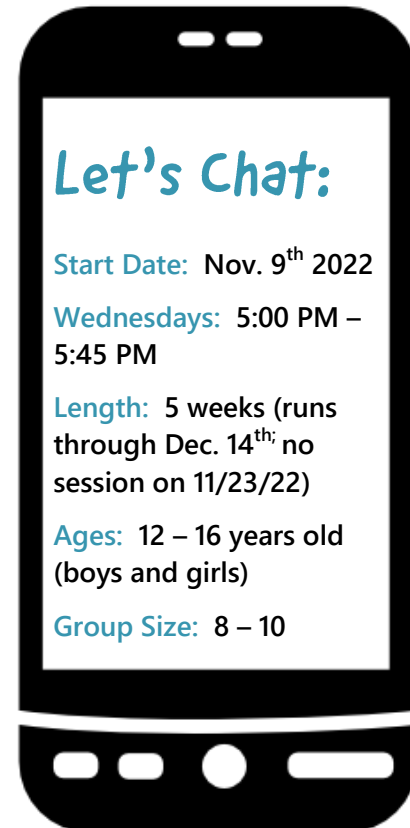 Let's Chat:
Start Date:  Nov. 9th 2022
Wednesdays:  5:00 PM –
5:45 PM
Length:  5 weeks (runs
through Dec. 14th; no
session on 11/23/22)
Ages:  12 – 16 years old
(boys and girls)
Group Size:  8 – 10